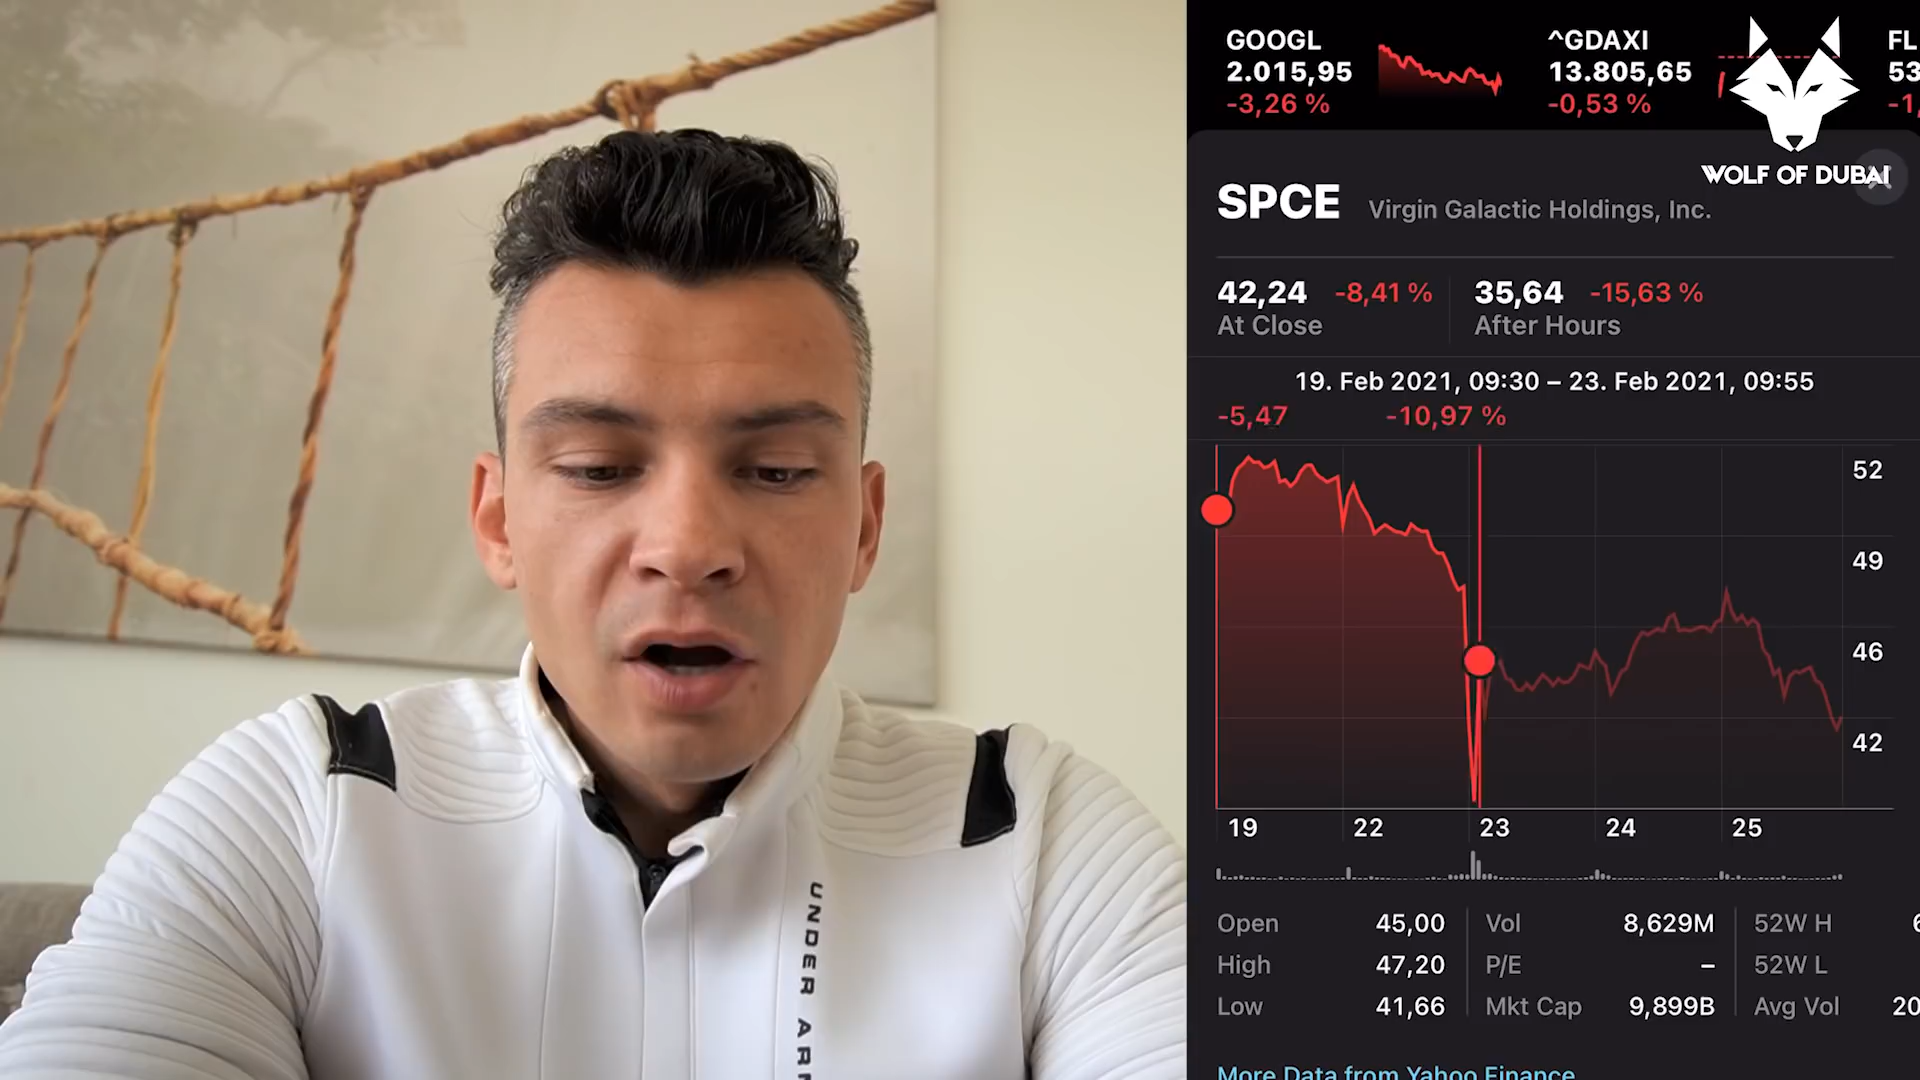 GOOGL
2.015,95
-3,26 %
^GDAXI
13.805,65
-0,53 %
FL
53
-1,
WOLF OF DUBAI
SPCE Virgin Galactic Holdings, Inc.
42,24 -8,41 % 35,64 -15,63 %
At Close After Hours
19. Feb 2021, 09:30 – 23. Feb 2021, 09:55
-5,47 -10,97 %
52
49
46
42
19 22 23 24 25
Open 45,00 Vol 8,629M 52W H
High 47,20 P/E – 52W L
Low 41,66 Mkt Cap 9,899B Avg Vol 20
More Data from Yahoo Finance
UNDER ARM